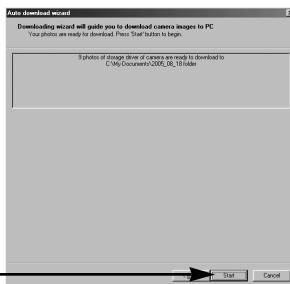 Auto download wizard
Downloading wizard will guide you to download camera images to PC
Your photos are ready for download. Press 'Start' button to begin.
9 photos of storage driver of camera are ready to download to
C:\My Documents\2005_08_18 folder
Start
Cancel